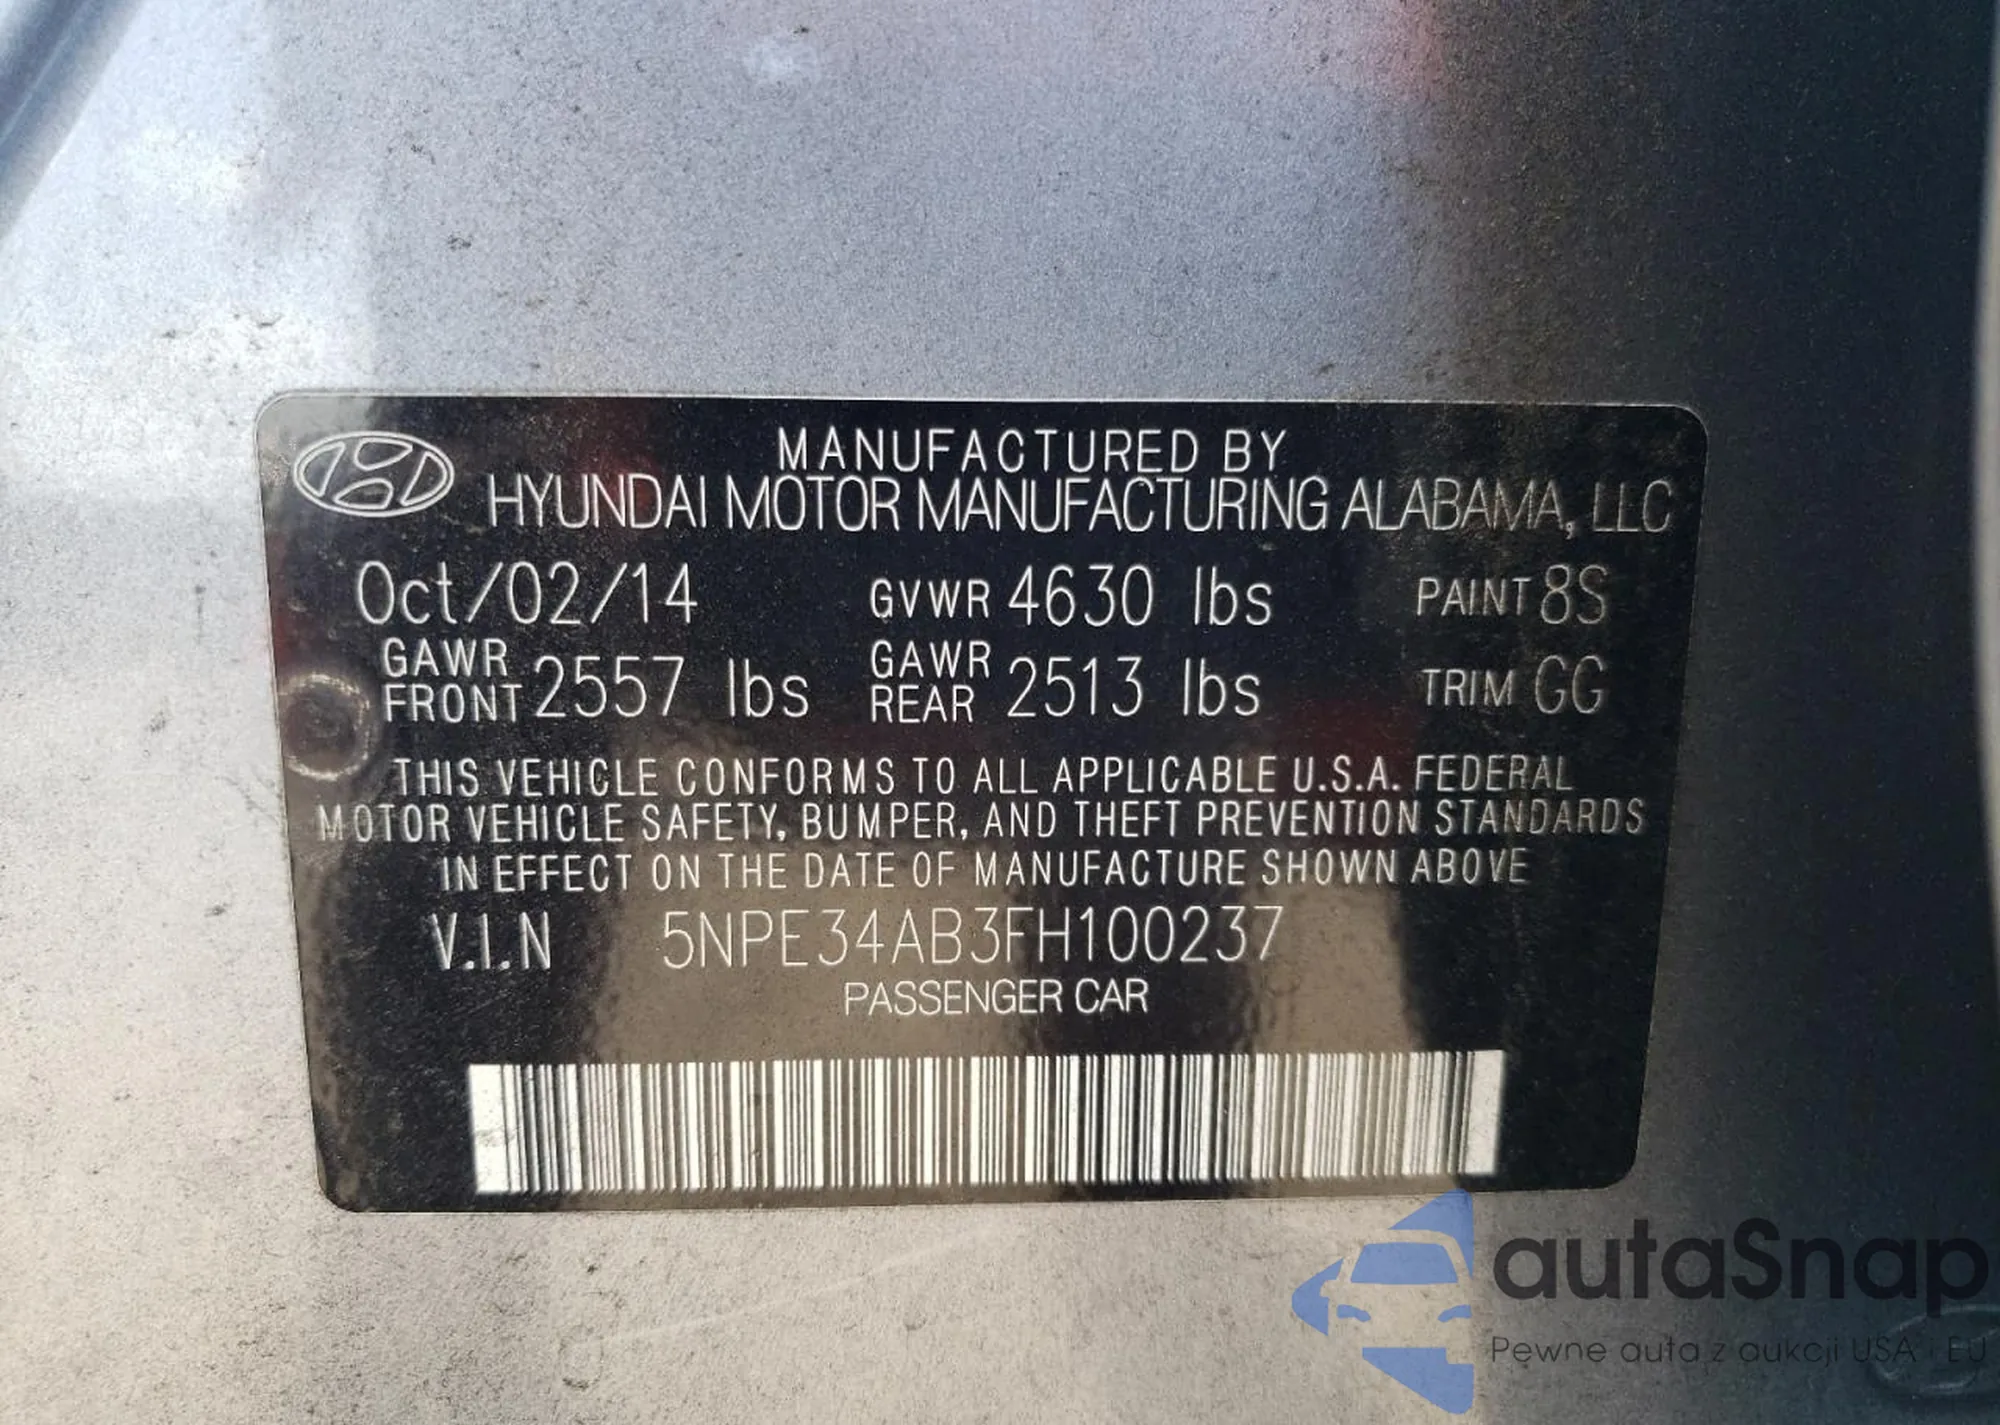 MANUFACTURED BY
HYUNDAI MOTOR MANUFACTURING ALABAMA, LLC
Oct/02/14 GVWR 4630 lbs PAINT 8S
GAWR FRONT 2557 lbs GAWR REAR 2513 lbs TRIM GG
THIS VEHICLE CONFORMS TO ALL APPLICABLE U.S.A. FEDERAL
MOTOR VEHICLE SAFETY, BUMPER, AND THEFT PREVENTION STANDARDS
IN EFFECT ON THE DATE OF MANUFACTURE SHOWN ABOVE
V.I.N 5NPE34AB3FH100237
PASSENGER CAR
autaSnap
Pewne auta z aukcji USA i EU